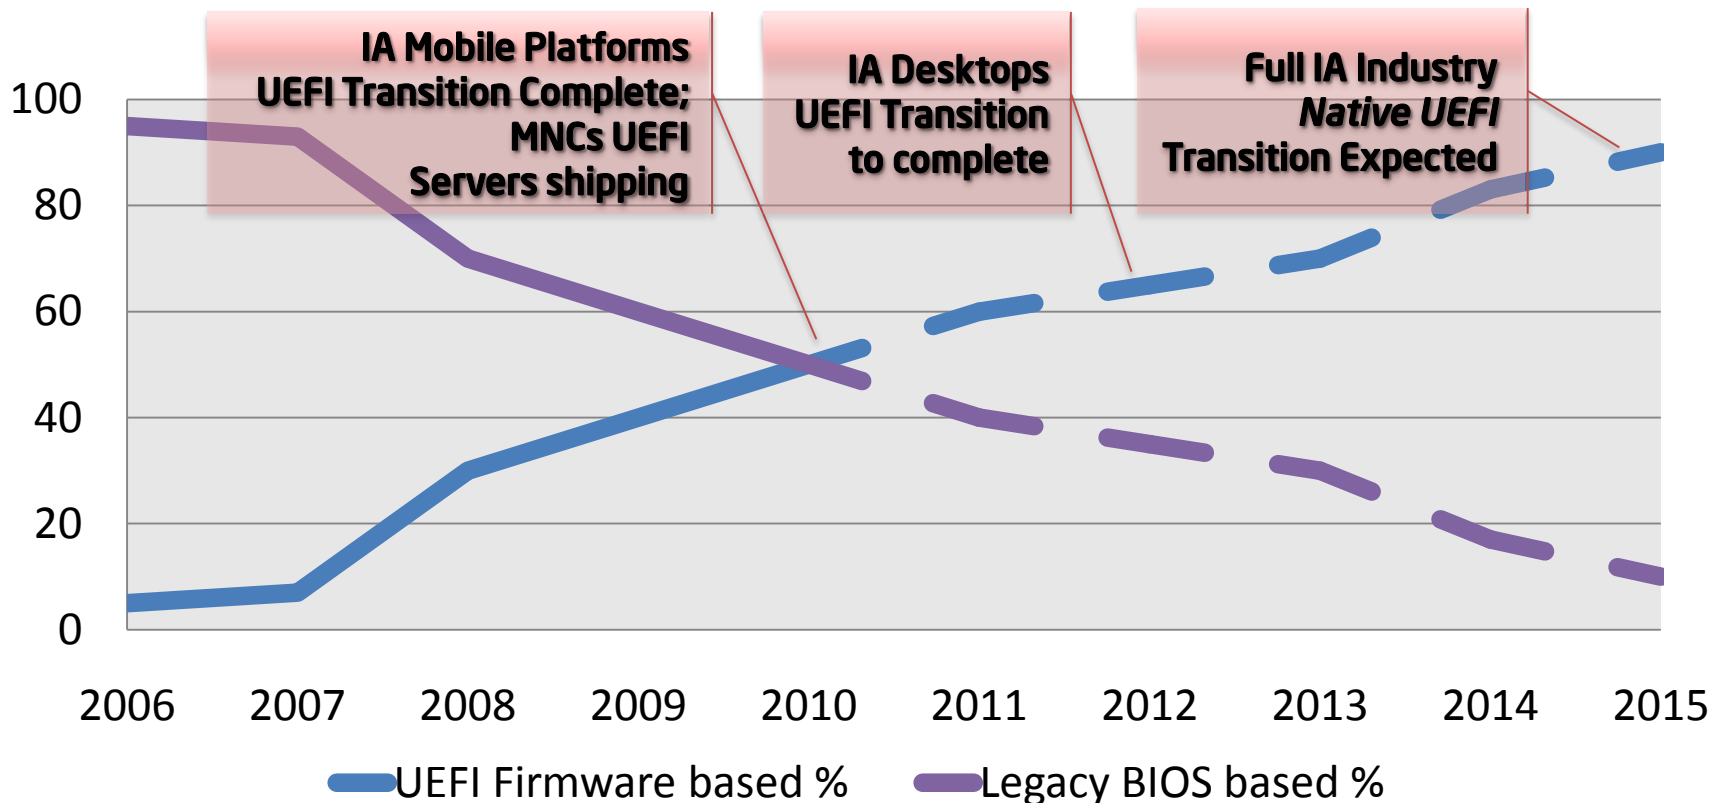 IA Mobile Platforms
UEFI Transition Complete;
MNCs UEFI
Servers shipping
IA Desktops
UEFI Transition
to complete
Full IA Industry
Native UEFI
Transition Expected
100
80
60
40
20
0
2006 2007 2008 2009 2010 2011 2012 2013 2014 2015
UEFI Firmware based % Legacy BIOS based %